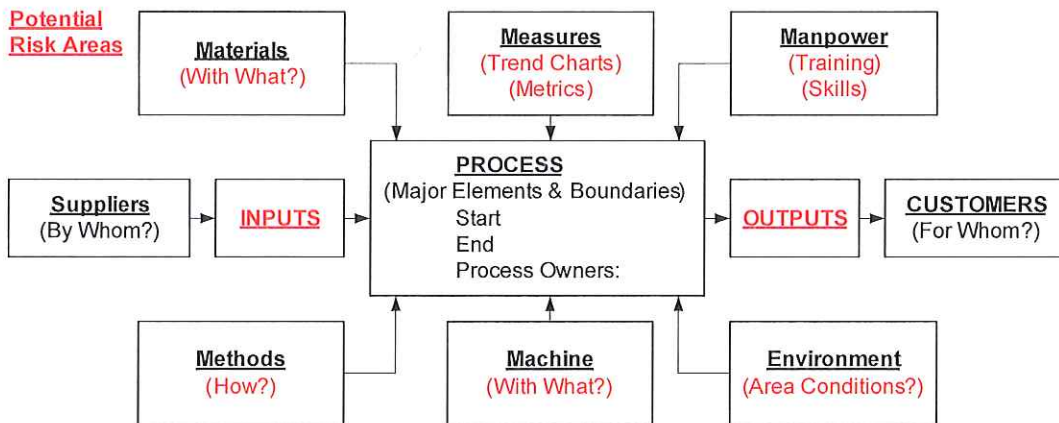 Potential
Risk Areas
Materials
(With What?)
Measures
(Trend Charts)
(Metrics)
Manpower
(Training)
(Skills)
Suppliers
(By Whom?)
INPUTS
PROCESS
(Major Elements & Boundaries)
Start
End
Process Owners:
OUTPUTS
CUSTOMERS
(For Whom?)
Methods
(How?)
Machine
(With What?)
Environment
(Area Conditions?)